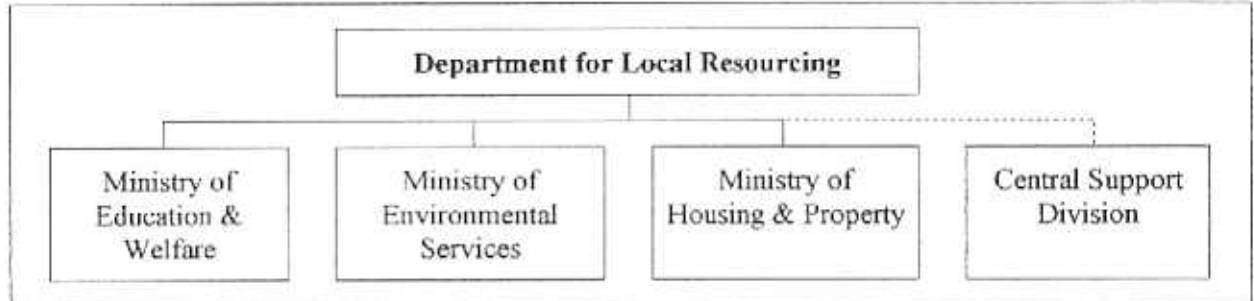 Department for Local Resourcing
Ministry of
Education &
Welfare
Ministry of
Environmental
Services
Ministry of
Housing & Property
Central Support
Division